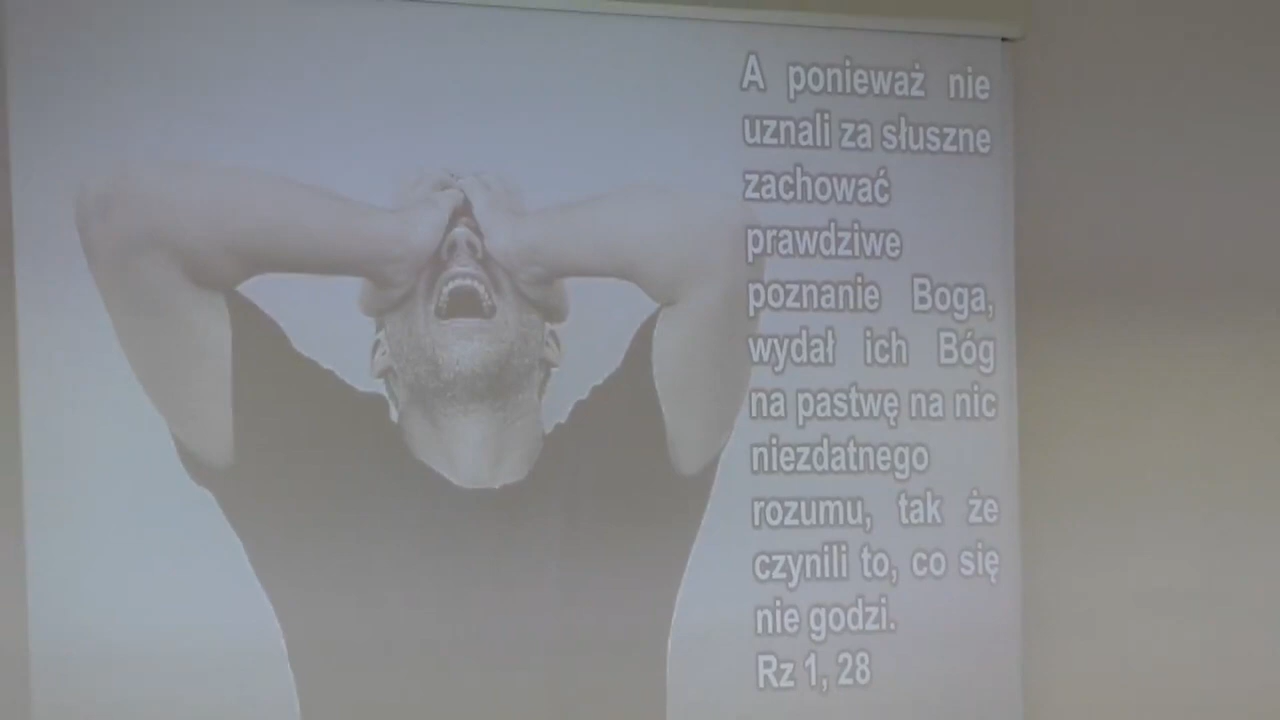 A ponieważ nie
uznali za słuszne
zachować
prawdziwe
poznanie Boga,
wydał ich Bóg
na pastwę na nic
niezdatnego
rozumu, tak że
czynili to, co się
nie godzi.
Rz 1, 28